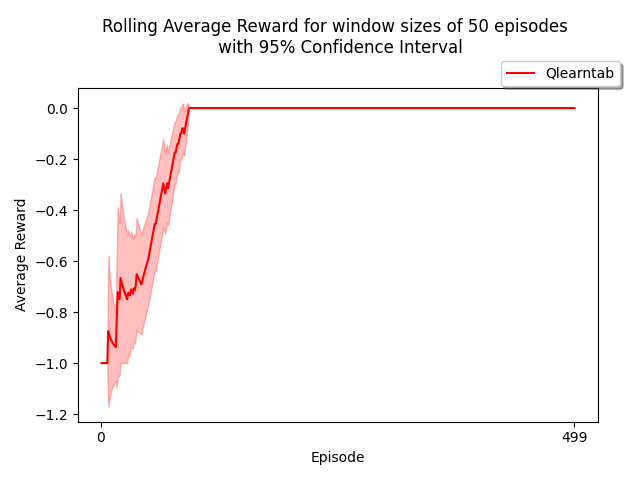 Rolling Average Reward for window sizes of 50 episodes
with 95% Confidence Interval
Qlearntab
0.0
−0.2
−0.4
−0.6
−0.8
−1.0
−1.2
Average Reward
0
499
Episode